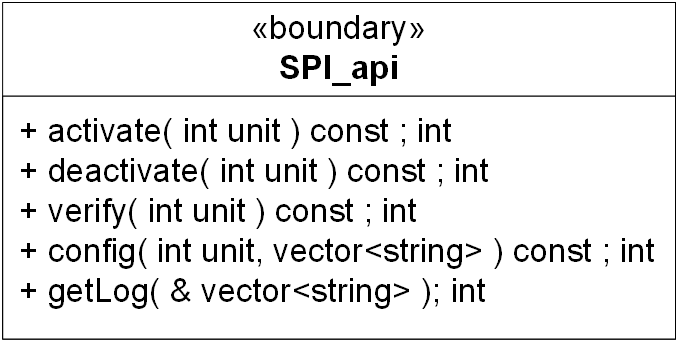 «boundary»
SPI_api
+ activate( int unit ) const ; int
+ deactivate( int unit ) const ; int
+ verify( int unit ) const ; int
+ config( int unit, vector<string> ) const ; int
+ getLog( & vector<string> ); int